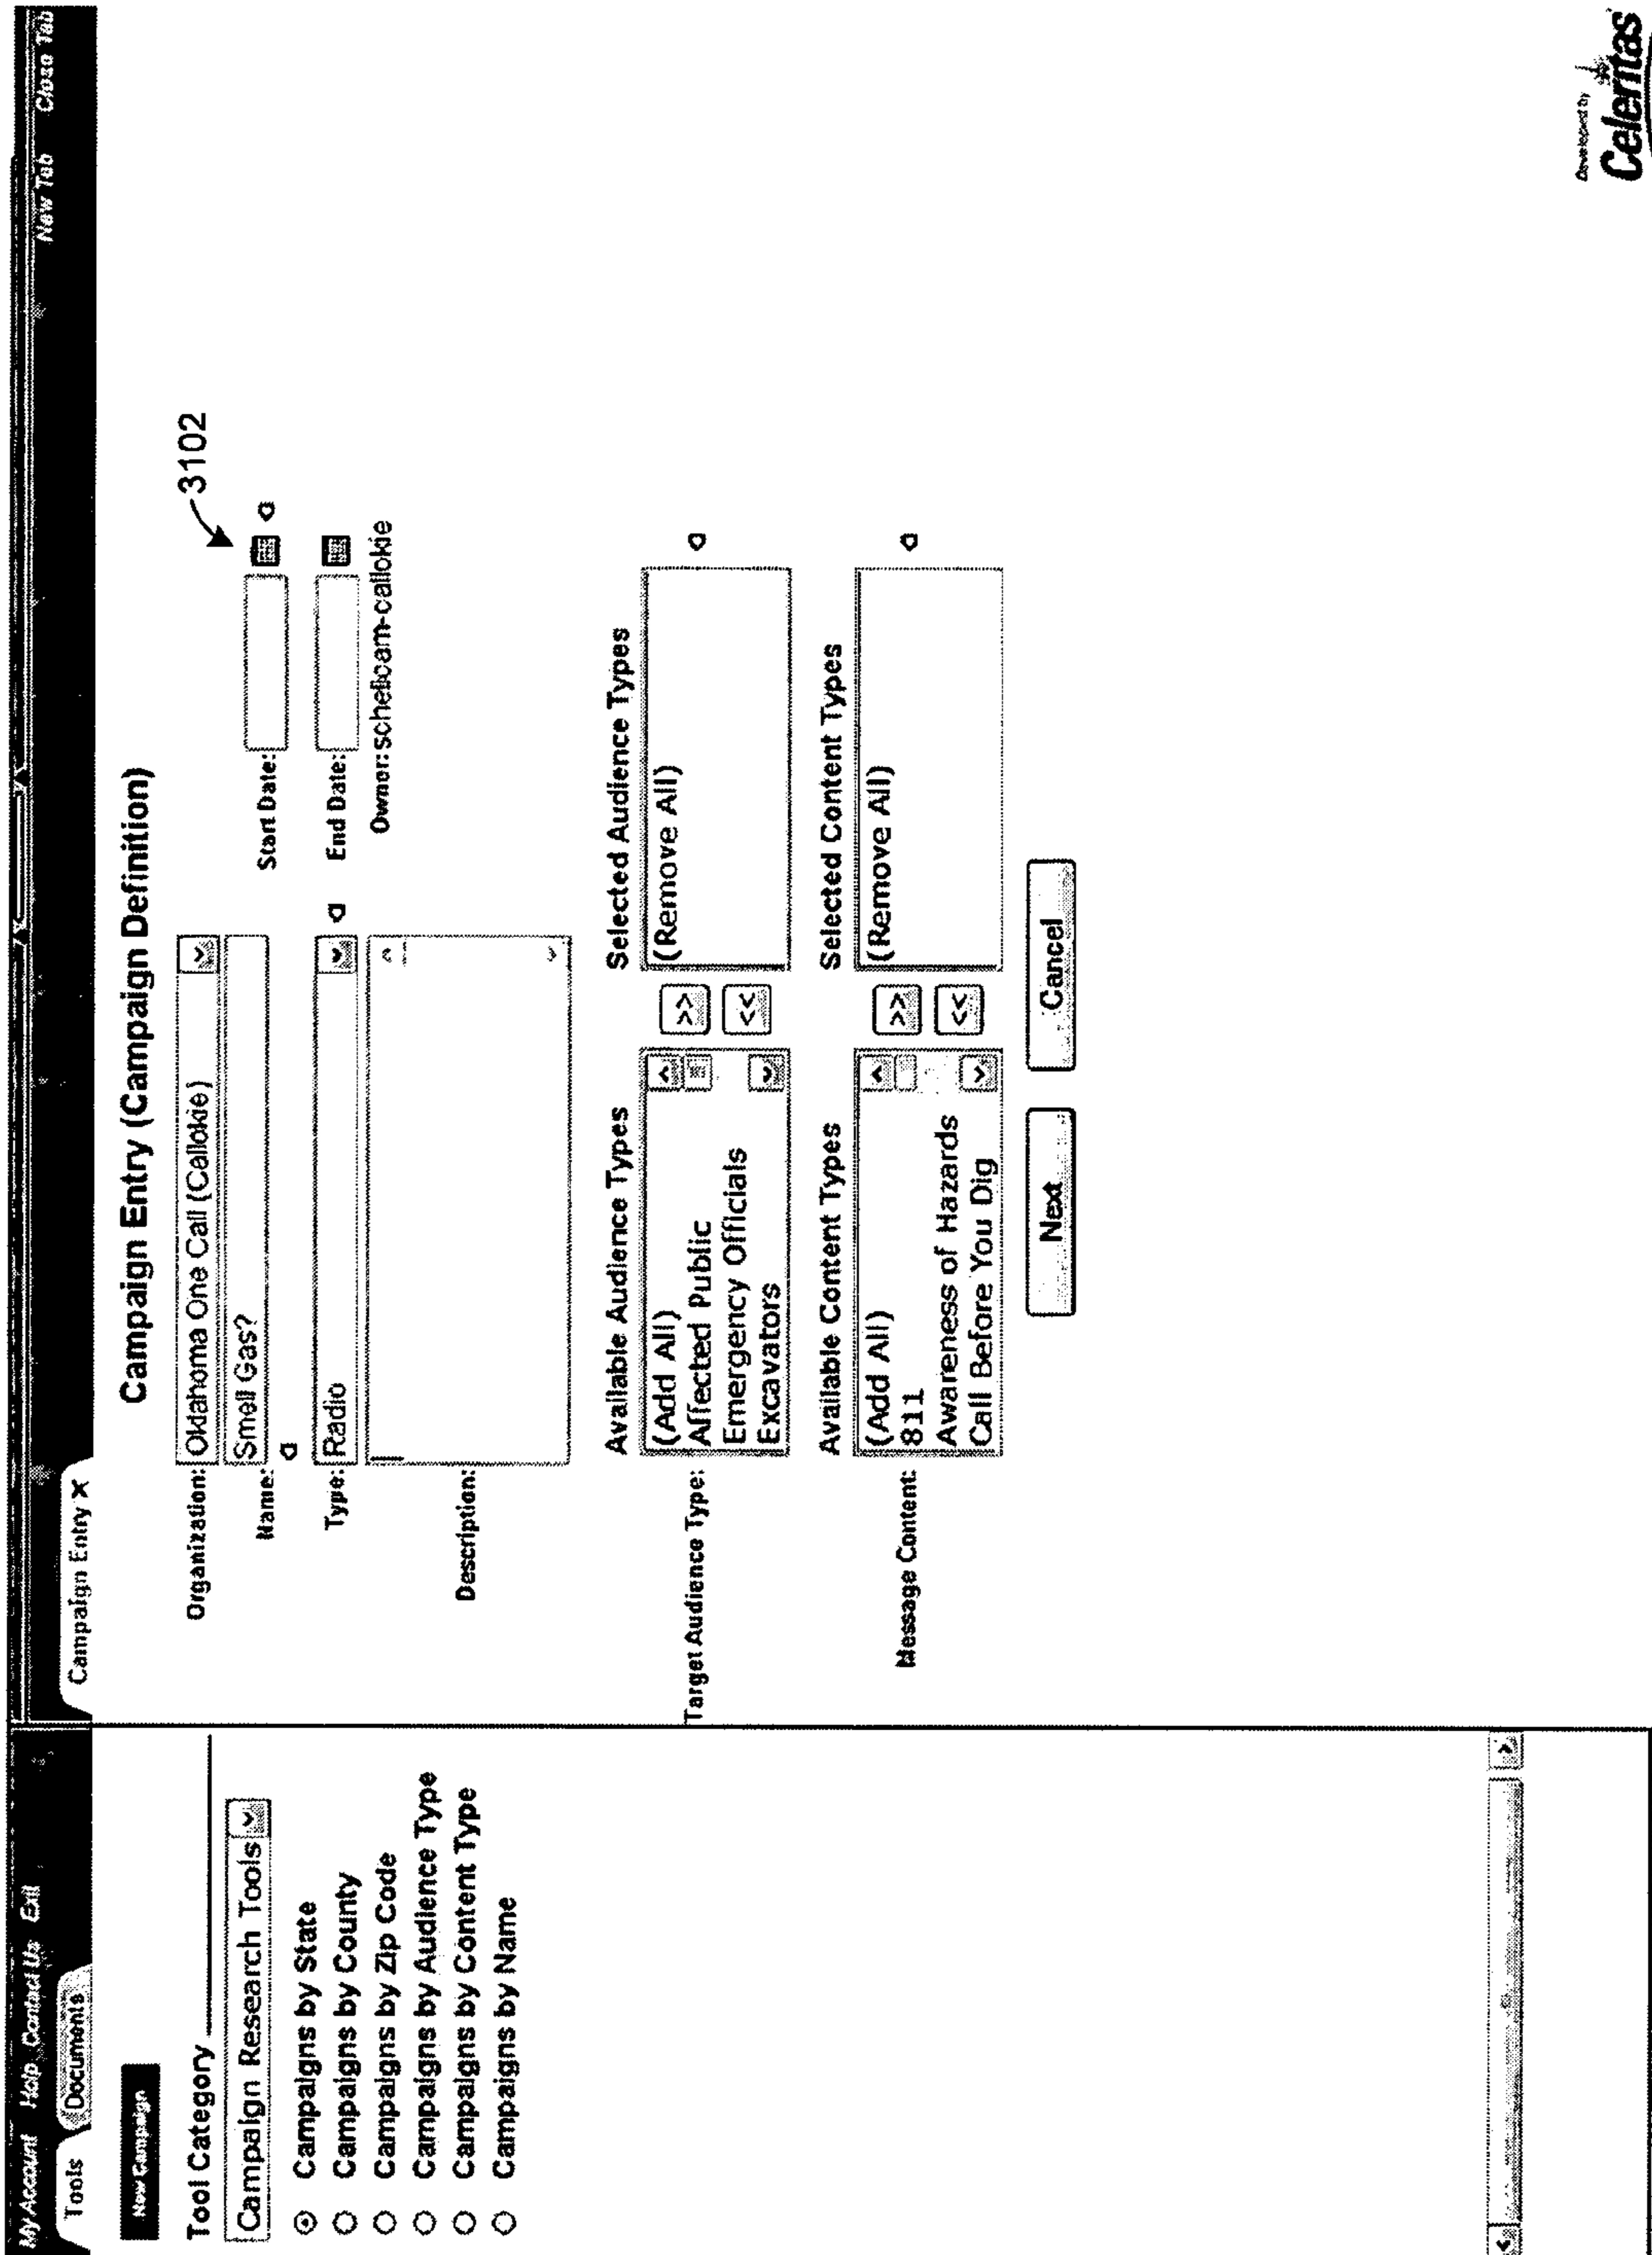 My Account Help Contact Us Exit
Tools Documents
New Campaign
Tool Category
Campaign Research Tools
Campaigns by State
Campaigns by County
Campaigns by Zip Code
Campaigns by Audience Type
Campaigns by Content Type
Campaigns by Name
New Tab Close Tab
Campaign Entry X
Campaign Entry (Campaign Definition)
3102
Organization: Oklahoma One Call (Callokie)
Name: Smell Gas? Start Date:
Type: Radio End Date:
Description: Owner: schellcam-callokie
Available Audience Types Selected Audience Types
Target Audience Type: (Add All) >> (Remove All)
Affected Public <<
Emergency Officials
Excavators
Available Content Types Selected Content Types
Message Content: (Add All) >> (Remove All)
811 <<
Awareness of Hazards
Call Before You Dig
Next Cancel
Developed by
Celeritas